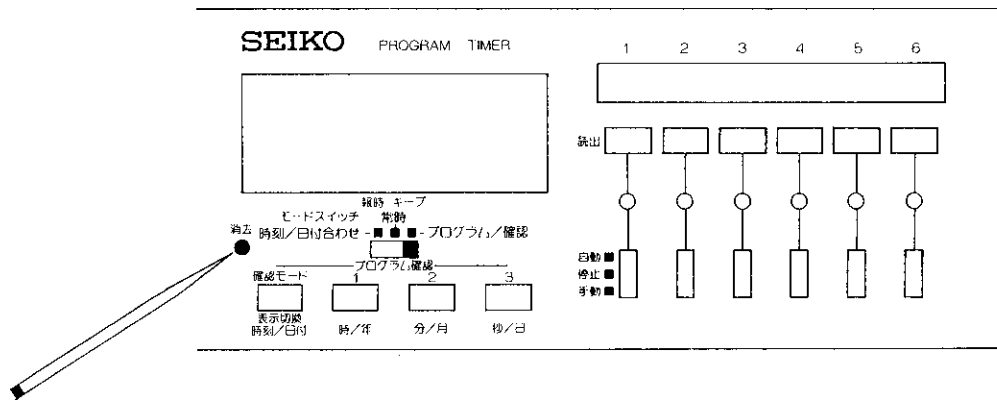 SEIKO PROGRAM TIMER
1 2 3 4 5 6
読出
報時 キープ
モードスイッチ 常時
消去 時刻/日付合わせ - - プログラム/確認
自動
停止
手動
プログラム確認
確認モード 1 2 3
表示切換
時刻/日付 時/年 分/月 秒/日